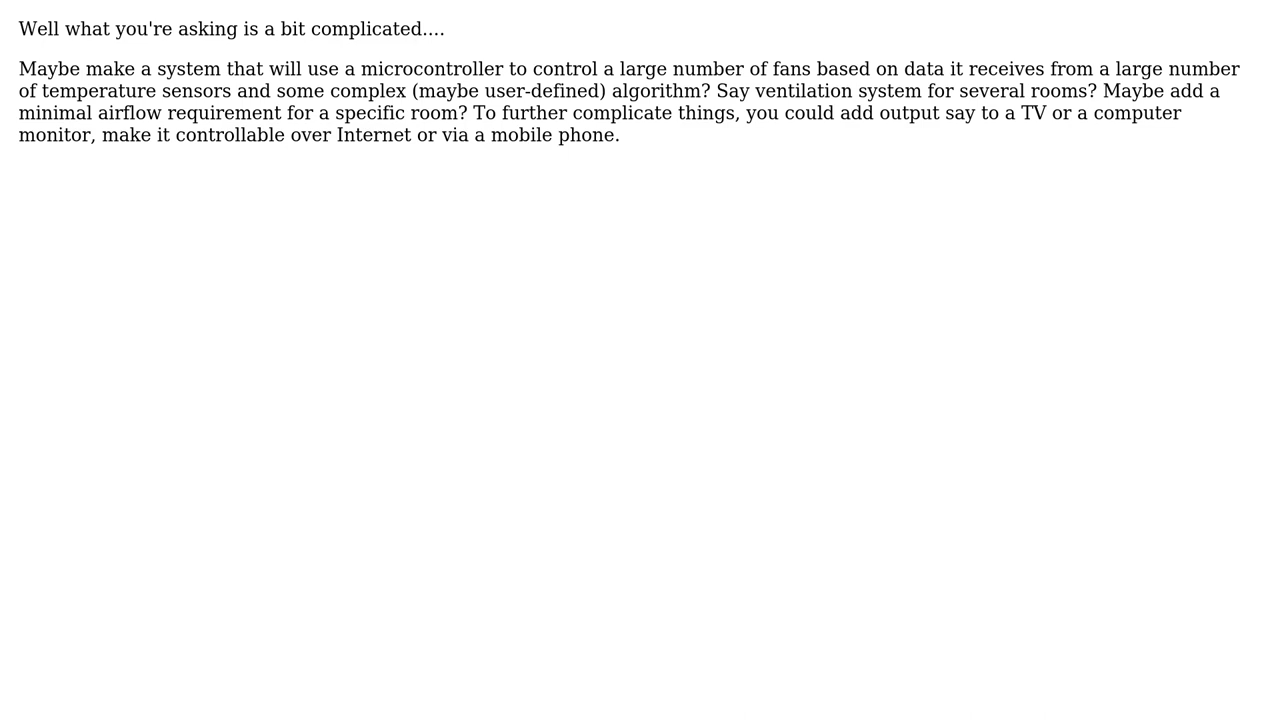 Well what you're asking is a bit complicated....
Maybe make a system that will use a microcontroller to control a large number of fans based on data it receives from a large number
of temperature sensors and some complex (maybe user-defined) algorithm? Say ventilation system for several rooms? Maybe add a
minimal airflow requirement for a specific room? To further complicate things, you could add output say to a TV or a computer
monitor, make it controllable over Internet or via a mobile phone.